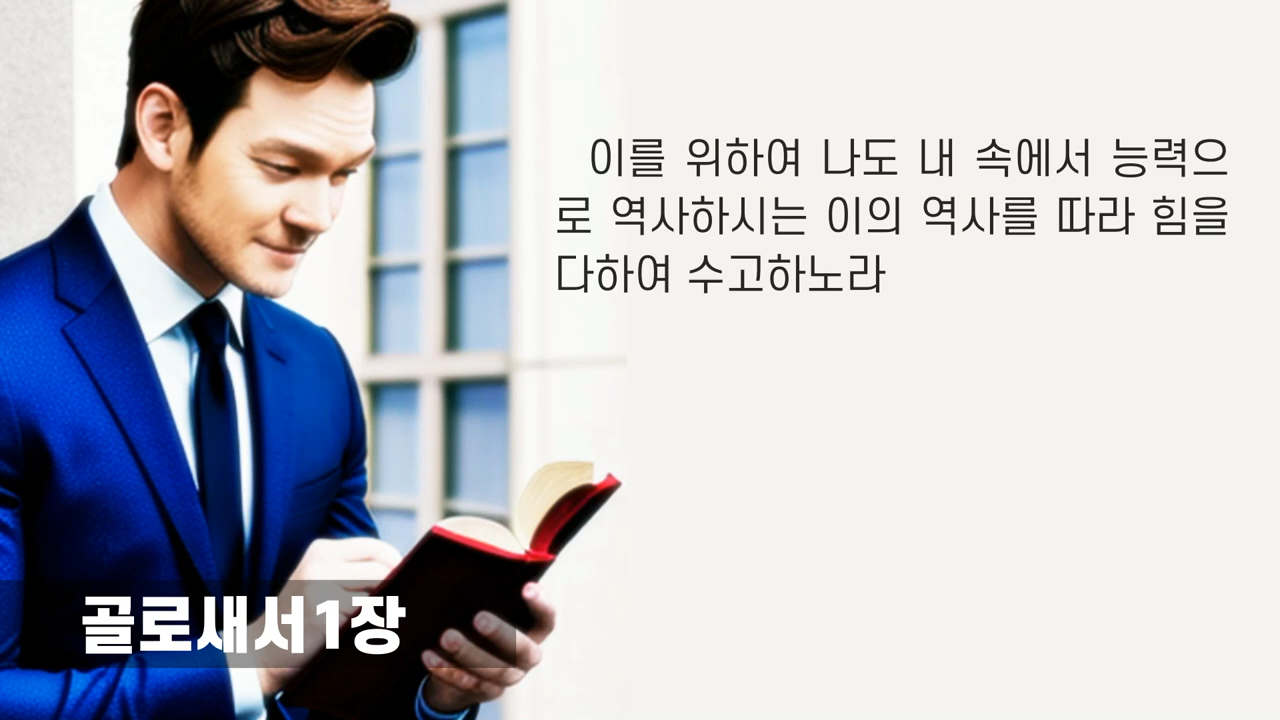 이를 위하여 나도 내 속에서 능력으
로 역사하시는 이의 역사를 따라 힘을
다하여 수고하노라
골로새서1장